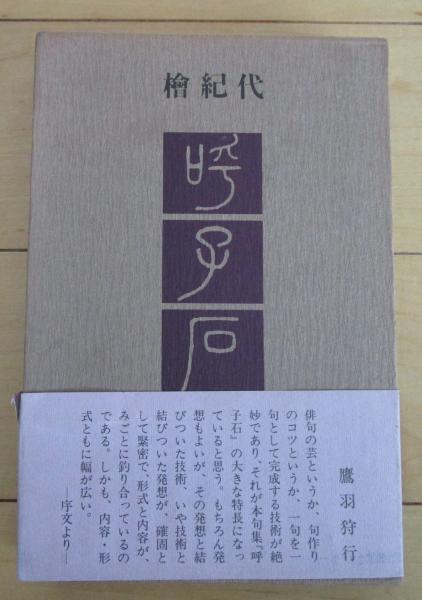 檜紀代
呼子石
鷹羽狩行
俳句の芸というか、句作り
のコツというか、一句を一
句として完成する技術が絶
妙であり、それが本句集『呼
子石』の大きな特長になっ
ていると思う。もちろん発
想もよいが、その発想と結
びついた技術、いや技術と
結びついた発想が、確固と
して緊密で、形式と内容が、
みごとに釣り合っているの
である。しかも、内容・形
式ともに幅が広い。
―序文より―